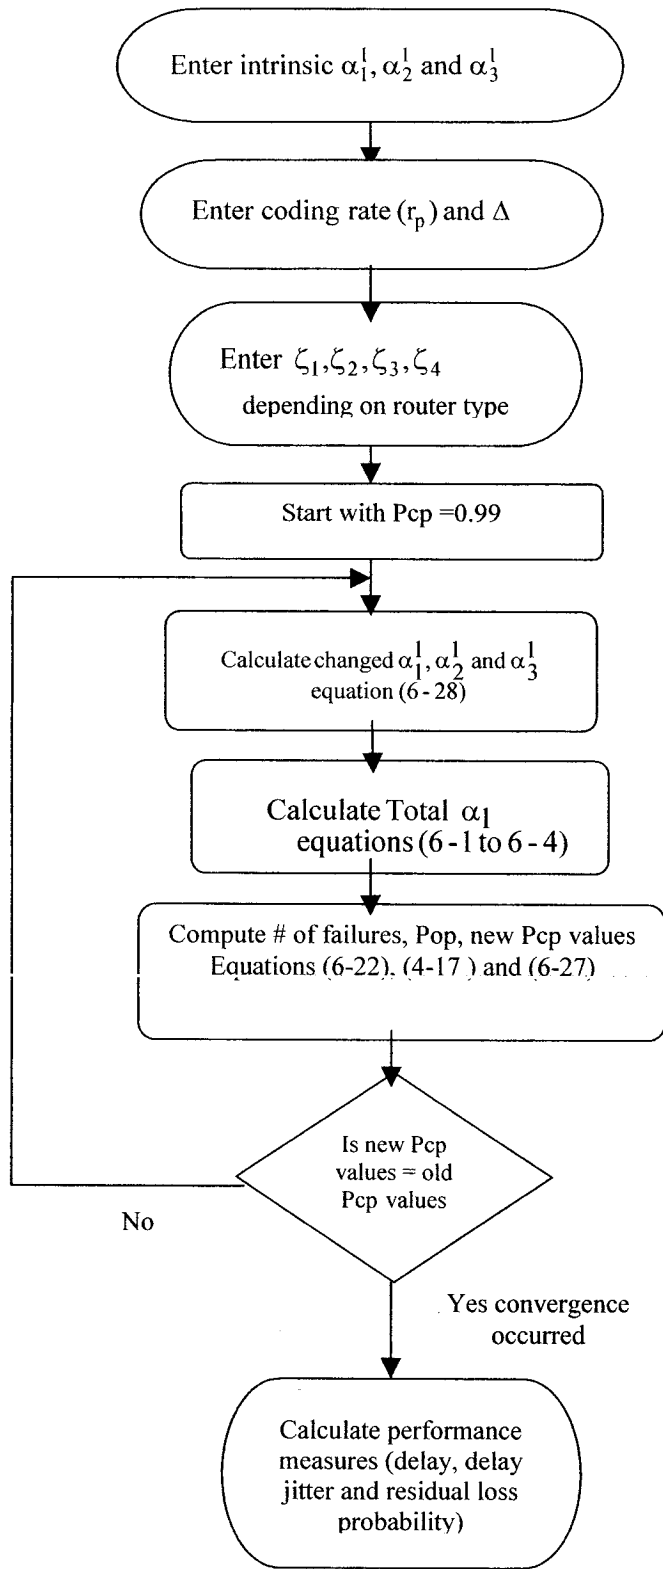 Enter intrinsic α₁¹, α₂¹ and α₃¹
Enter coding rate (rₚ) and Δ
Enter ζ₁,ζ₂,ζ₃,ζ₄
depending on router type
Start with Pcp =0.99
Calculate changed α₁¹, α₂¹ and α₃¹
equation (6 - 28)
Calculate Total α₁
equations (6 - 1 to 6 - 4)
Compute # of failures, Pop, new Pcp values
Equations (6-22), (4-17 ) and (6-27)
Is new Pcp
values = old
Pcp values
No
Yes convergence
occurred
Calculate performance
measures (delay, delay
jitter and residual loss
probability)